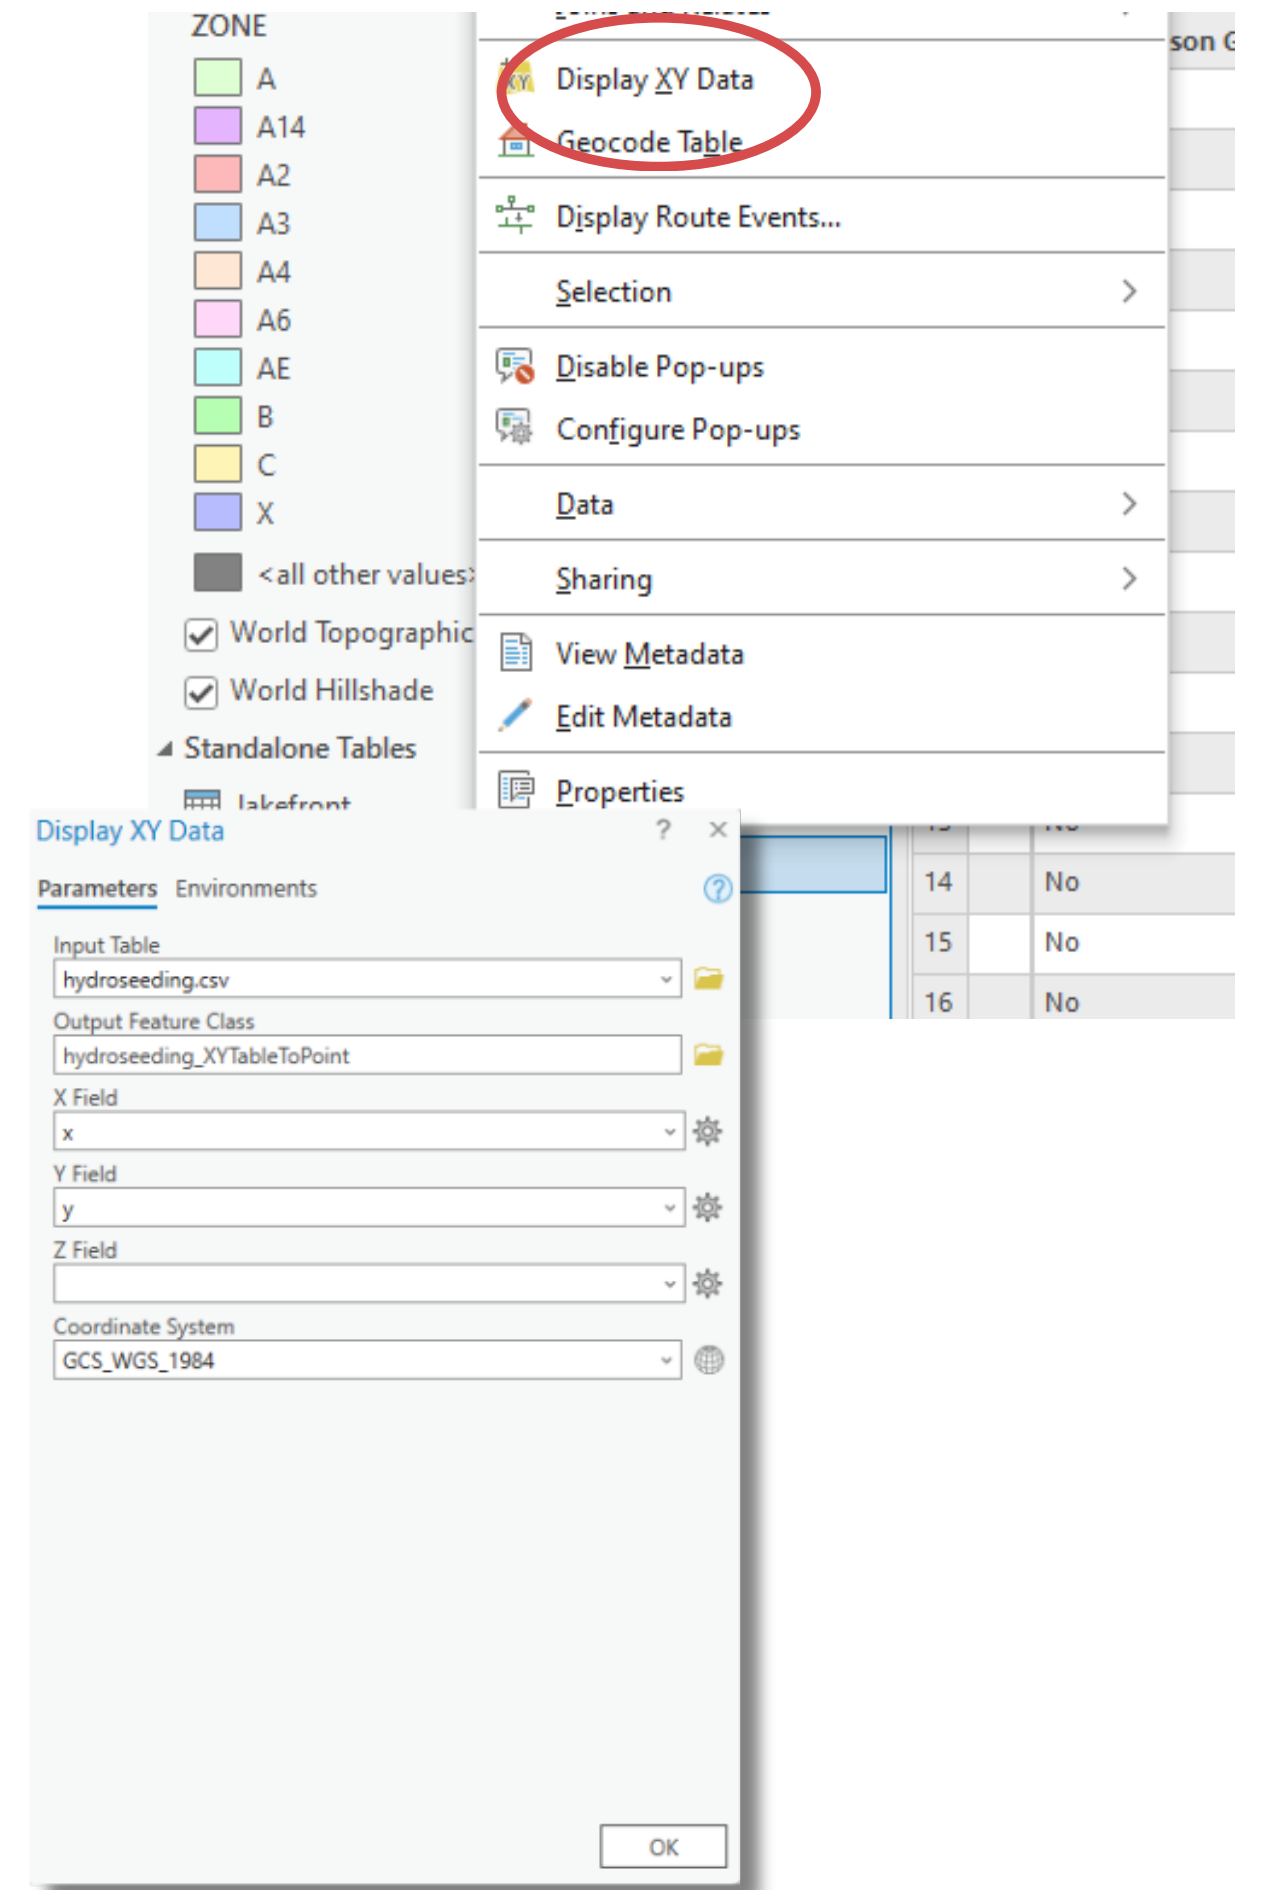 ZONE
A
A14
A2
A3
A4
A6
AE
B
C
X
<all other values>
World Topographic
World Hillshade
Standalone Tables
lakefront
Display XY Data
Geocode Table
Display Route Events...
Selection
Disable Pop-ups
Configure Pop-ups
Data
Sharing
View Metadata
Edit Metadata
Properties
son G
No
14 No
15 No
16 No
Display XY Data ? ×
Parameters Environments ?
Input Table
hydroseeding.csv
Output Feature Class
hydroseeding_XYTableToPoint
X Field
x
Y Field
y
Z Field
Coordinate System
GCS_WGS_1984
OK